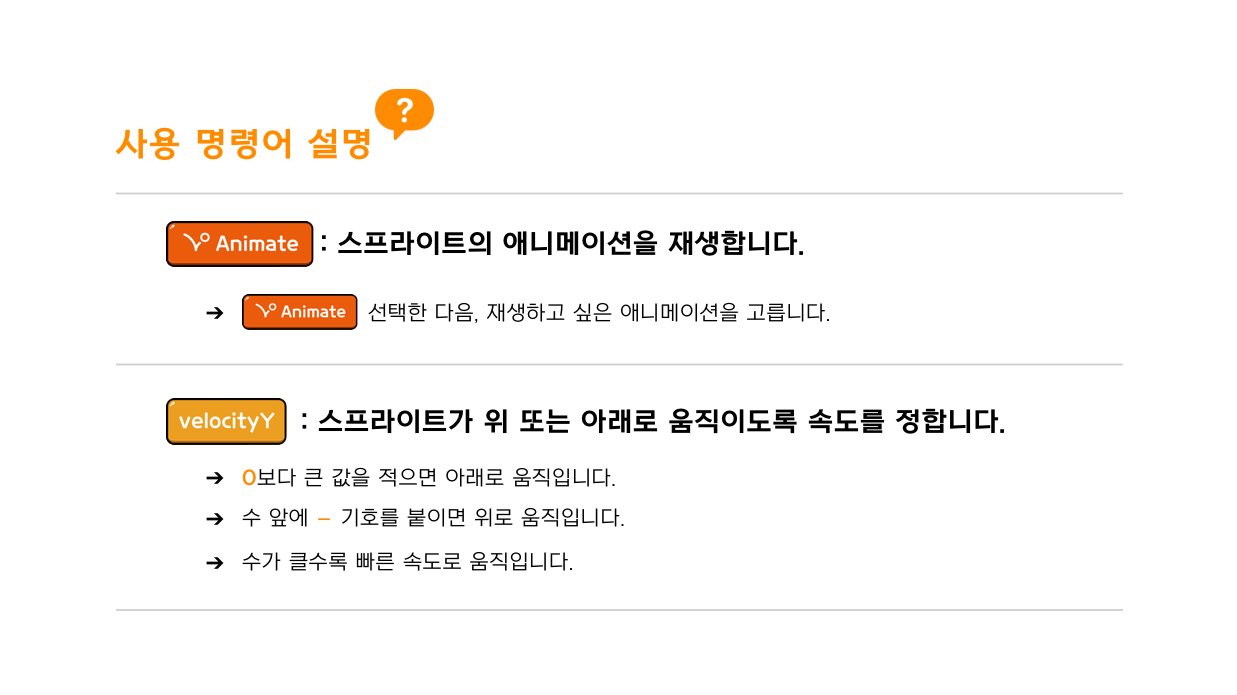 사용 명령어 설명 ?
Animate : 스프라이트의 애니메이션을 재생합니다.
➔ Animate 선택한 다음, 재생하고 싶은 애니메이션을 고릅니다.
velocityY : 스프라이트가 위 또는 아래로 움직이도록 속도를 정합니다.
➔ 0보다 큰 값을 적으면 아래로 움직입니다.
➔ 수 앞에 – 기호를 붙이면 위로 움직입니다.
➔ 수가 클수록 빠른 속도로 움직입니다.